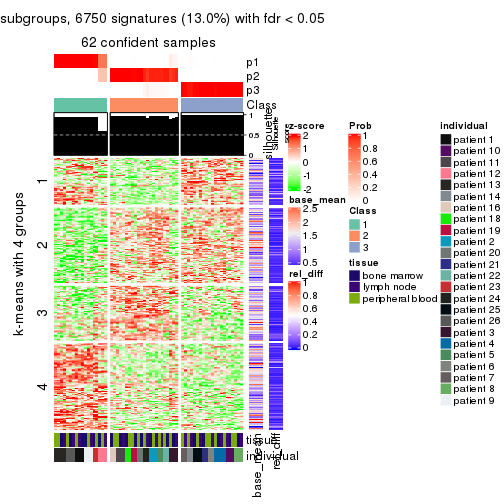 subgroups, 6750 signatures (13.0%) with fdr < 0.05
62 confident samples
p1
p2
p3
Class
1
0.5
0
silhouette
Silhouette
score
k-means with 4 groups
1
2
3
4
tissue
individual
base_mean
rel_diff
z-score
2
1
0
-1
-2
base_mean
2.5
2
1.5
1
0.5
rel_diff
1
0.8
0.6
0.4
0.2
0
Prob
1
0.8
0.6
0.4
0.2
0
Class
1
2
3
tissue
bone marrow
lymph node
peripheral blood
individual
patient 1
patient 10
patient 11
patient 12
patient 13
patient 14
patient 16
patient 18
patient 19
patient 2
patient 20
patient 21
patient 22
patient 23
patient 24
patient 25
patient 26
patient 3
patient 4
patient 5
patient 6
patient 7
patient 8
patient 9